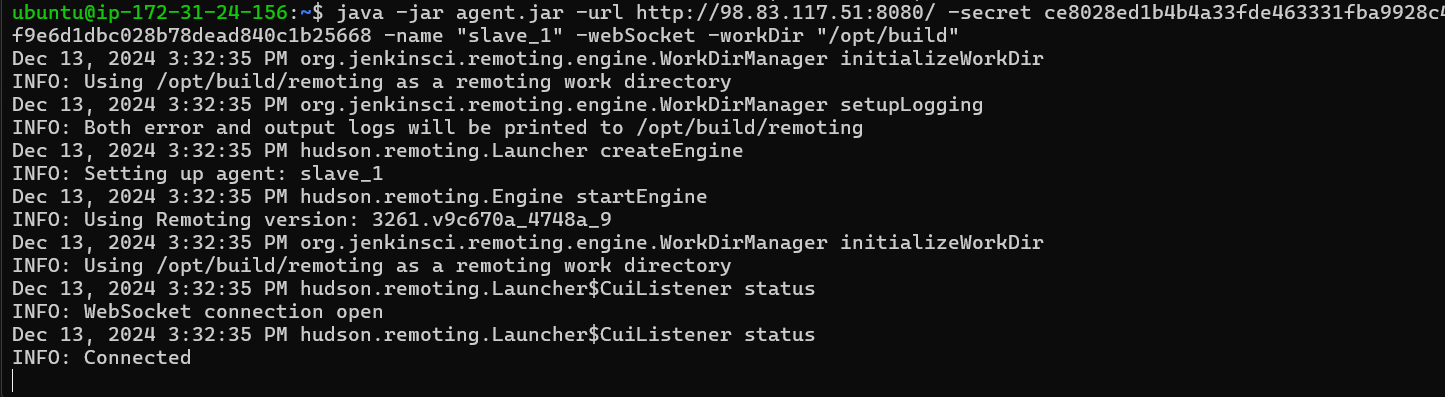 ubuntu@ip-172-31-24-156:~$ java -jar agent.jar -url http://98.83.117.51:8080/ -secret ce8028ed1b4b4a33fde463331fba9928c4
f9e6d1dbc028b78dead840c1b25668 -name "slave_1" -webSocket -workDir "/opt/build"
Dec 13, 2024 3:32:35 PM org.jenkinsci.remoting.engine.WorkDirManager initializeWorkDir
INFO: Using /opt/build/remoting as a remoting work directory
Dec 13, 2024 3:32:35 PM org.jenkinsci.remoting.engine.WorkDirManager setupLogging
INFO: Both error and output logs will be printed to /opt/build/remoting
Dec 13, 2024 3:32:35 PM hudson.remoting.Launcher createEngine
INFO: Setting up agent: slave_1
Dec 13, 2024 3:32:35 PM hudson.remoting.Engine startEngine
INFO: Using Remoting version: 3261.v9c670a_4748a_9
Dec 13, 2024 3:32:35 PM org.jenkinsci.remoting.engine.WorkDirManager initializeWorkDir
INFO: Using /opt/build/remoting as a remoting work directory
Dec 13, 2024 3:32:35 PM hudson.remoting.Launcher$CuiListener status
INFO: WebSocket connection open
Dec 13, 2024 3:32:35 PM hudson.remoting.Launcher$CuiListener status
INFO: Connected